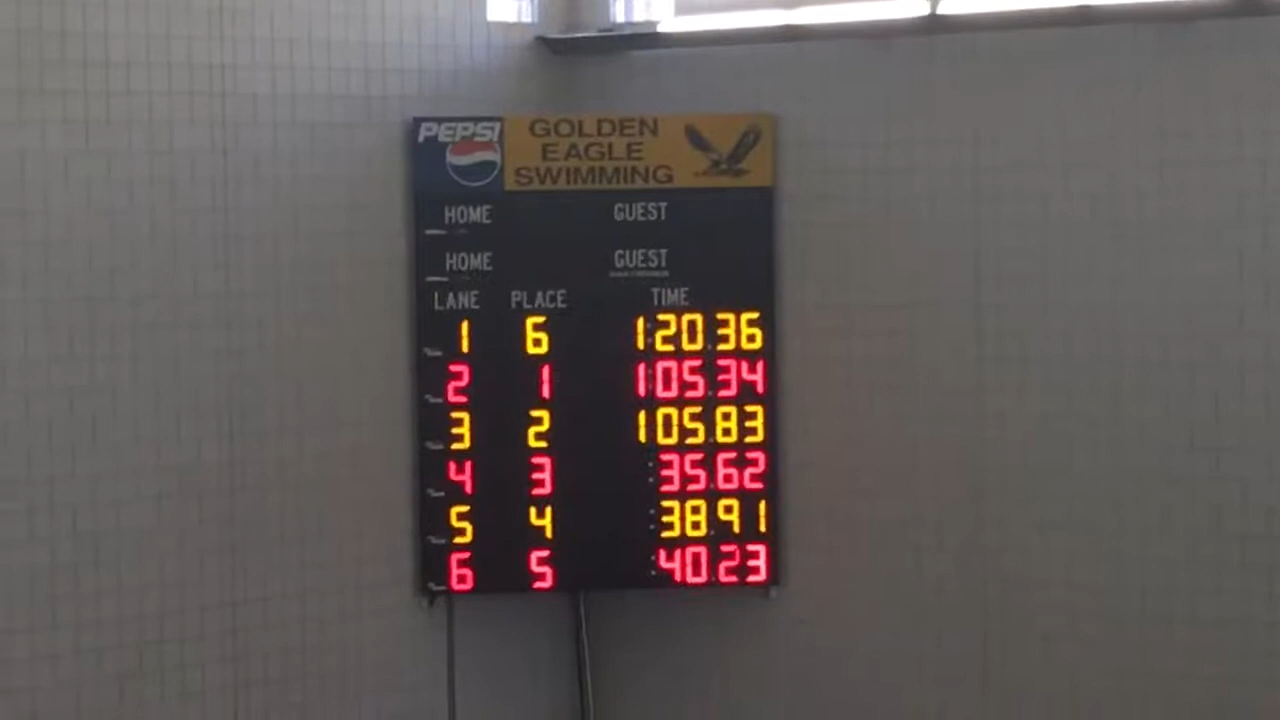 PEPSI
GOLDEN
EAGLE
SWIMMING
HOME GUEST
HOME GUEST
LANE PLACE TIME
1 6 1:20.36
2 1 1:05.34
3 2 1:05.83
4 3 :35.62
5 4 :38.91
6 5 :40.23